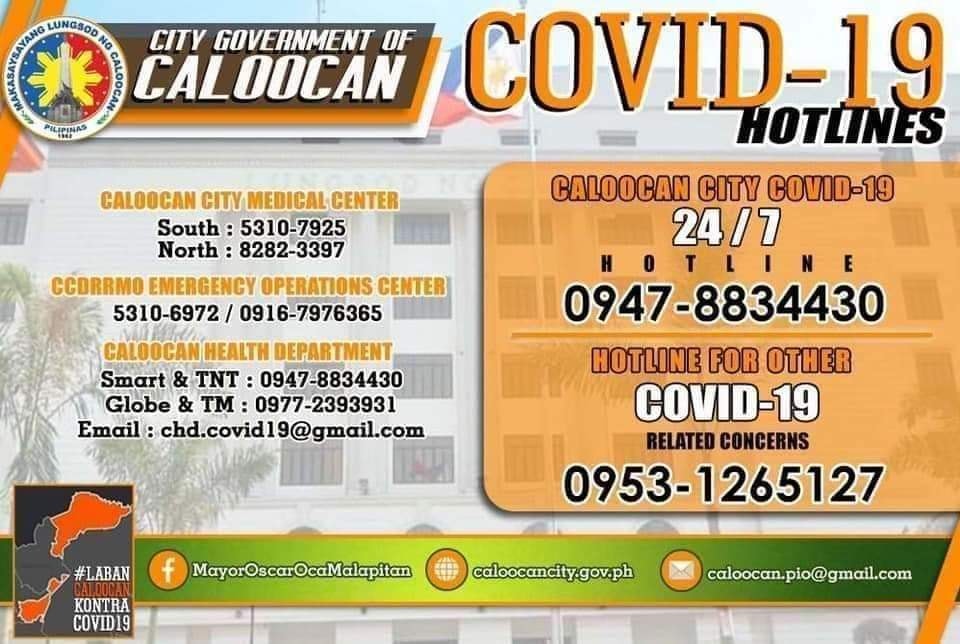 MAKASAYSAYANG LUNGSOD NG CALOOCAN
PILIPINAS
1962
CITY GOVERNMENT OF
CALOOCAN
COVID-19
HOTLINES
LUNGSOD NG
CALOOCAN CITY MEDICAL CENTER
South : 5310-7925
North : 8282-3397
CCDRRMO EMERGENCY OPERATIONS CENTER
5310-6972 / 0916-7976365
CALOOCAN HEALTH DEPARTMENT
Smart & TNT : 0947-8834430
Globe & TM : 0977-2393931
Email : chd.covid19@gmail.com
CALOOCAN CITY COVID-19
24 / 7
HOTLINE
0947-8834430
HOTLINE FOR OTHER
COVID-19
RELATED CONCERNS
0953-1265127
#LABAN
CALOOCAN
KONTRA
COVID19
MayorOscarOcaMalapitan
caloocancity.gov.ph
caloocan.pio@gmail.com